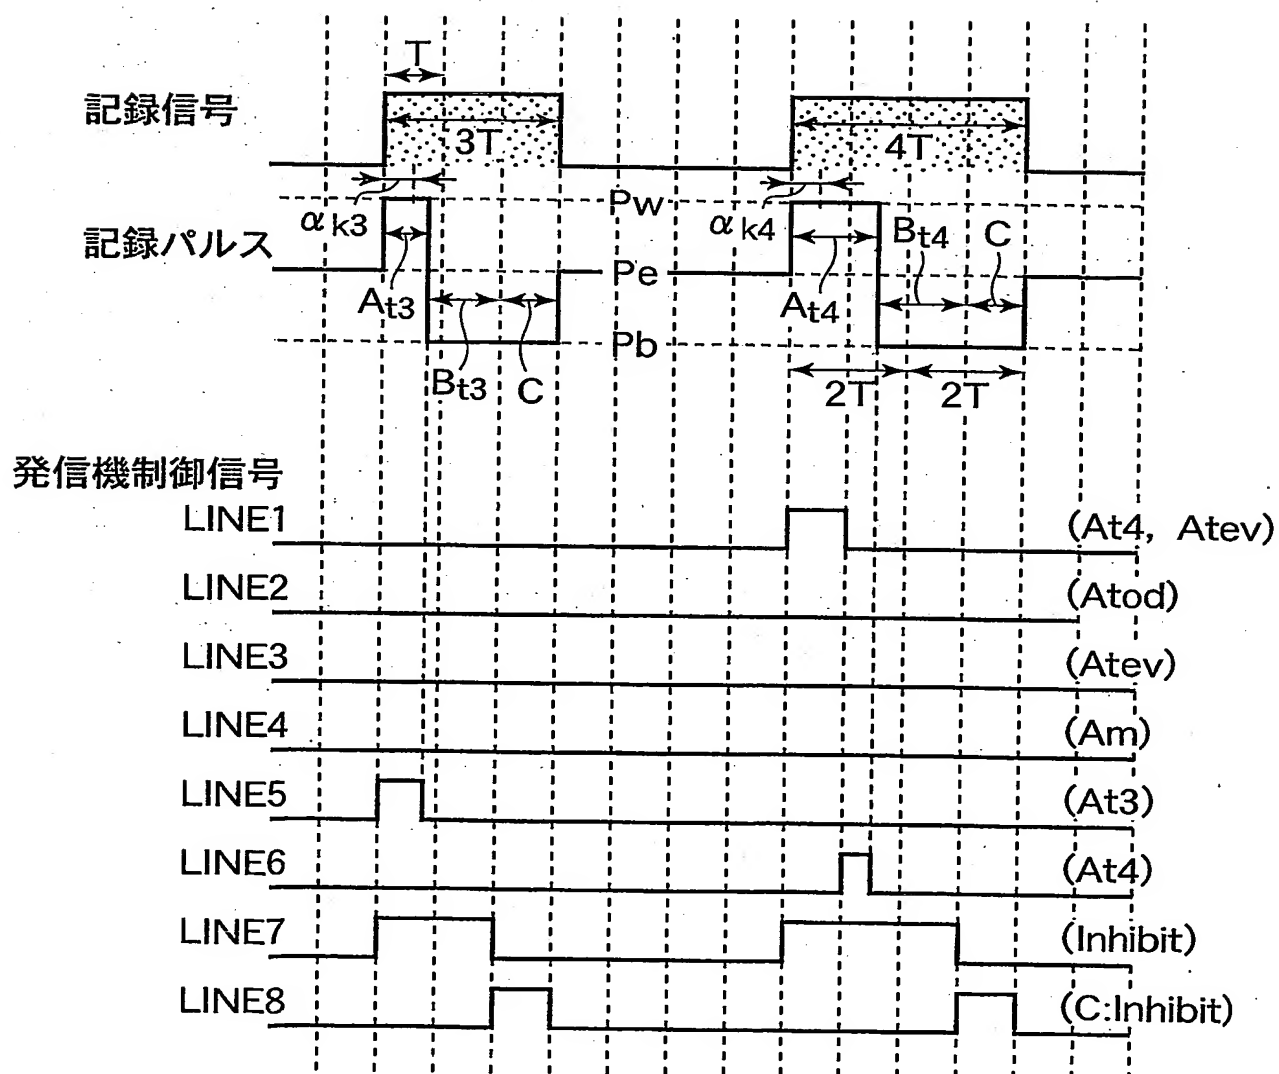 T
記録信号
3T
4T
αk3
Pw
αk4
記録パルス
At3
Pe
At4
Bt4
C
Pb
Bt3
C
2T
2T
発信機制御信号
LINE1
(At4, Atev)
LINE2
(Atod)
LINE3
(Atev)
LINE4
(Am)
LINE5
(At3)
LINE6
(At4)
LINE7
(Inhibit)
LINE8
(C:Inhibit)